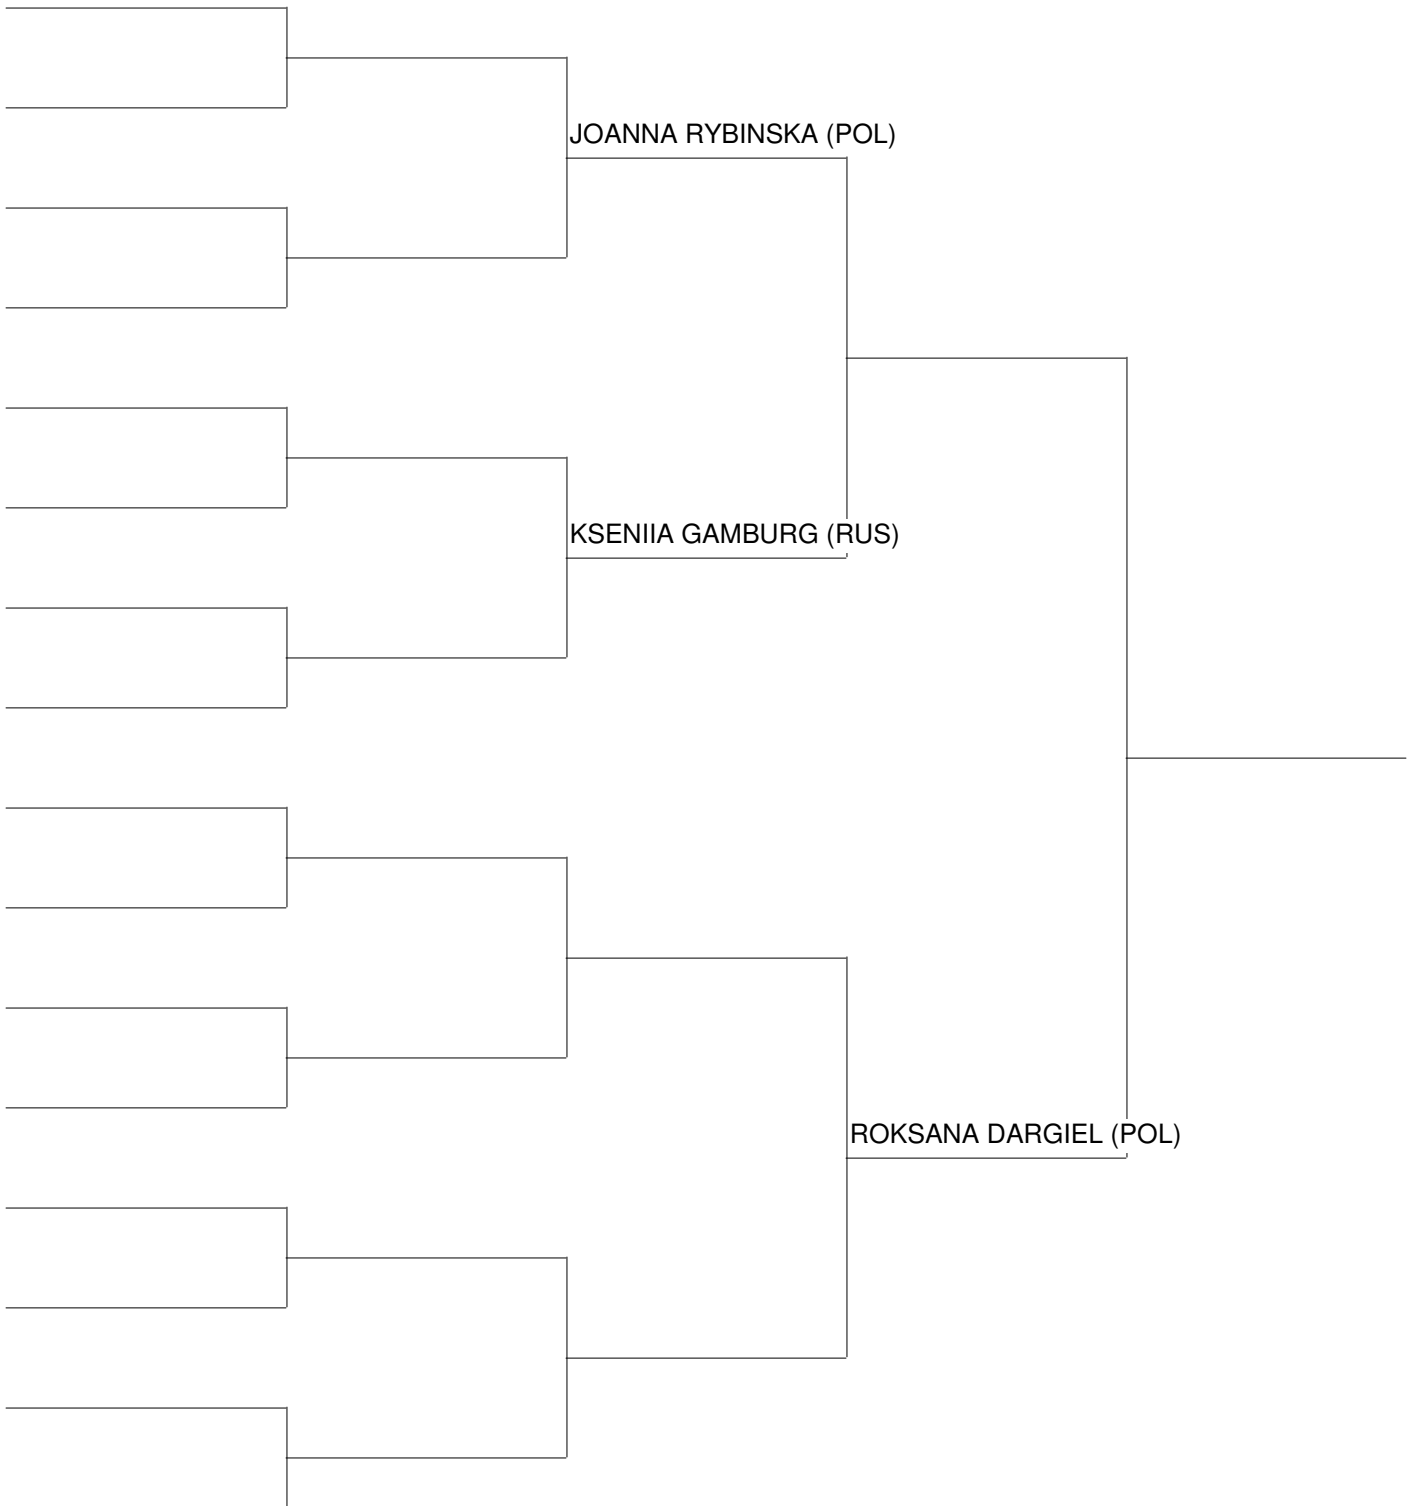 JOANNA RYBINSKA (POL)
KSENIIA GAMBURG (RUS)
ROKSANA DARGIEL (POL)